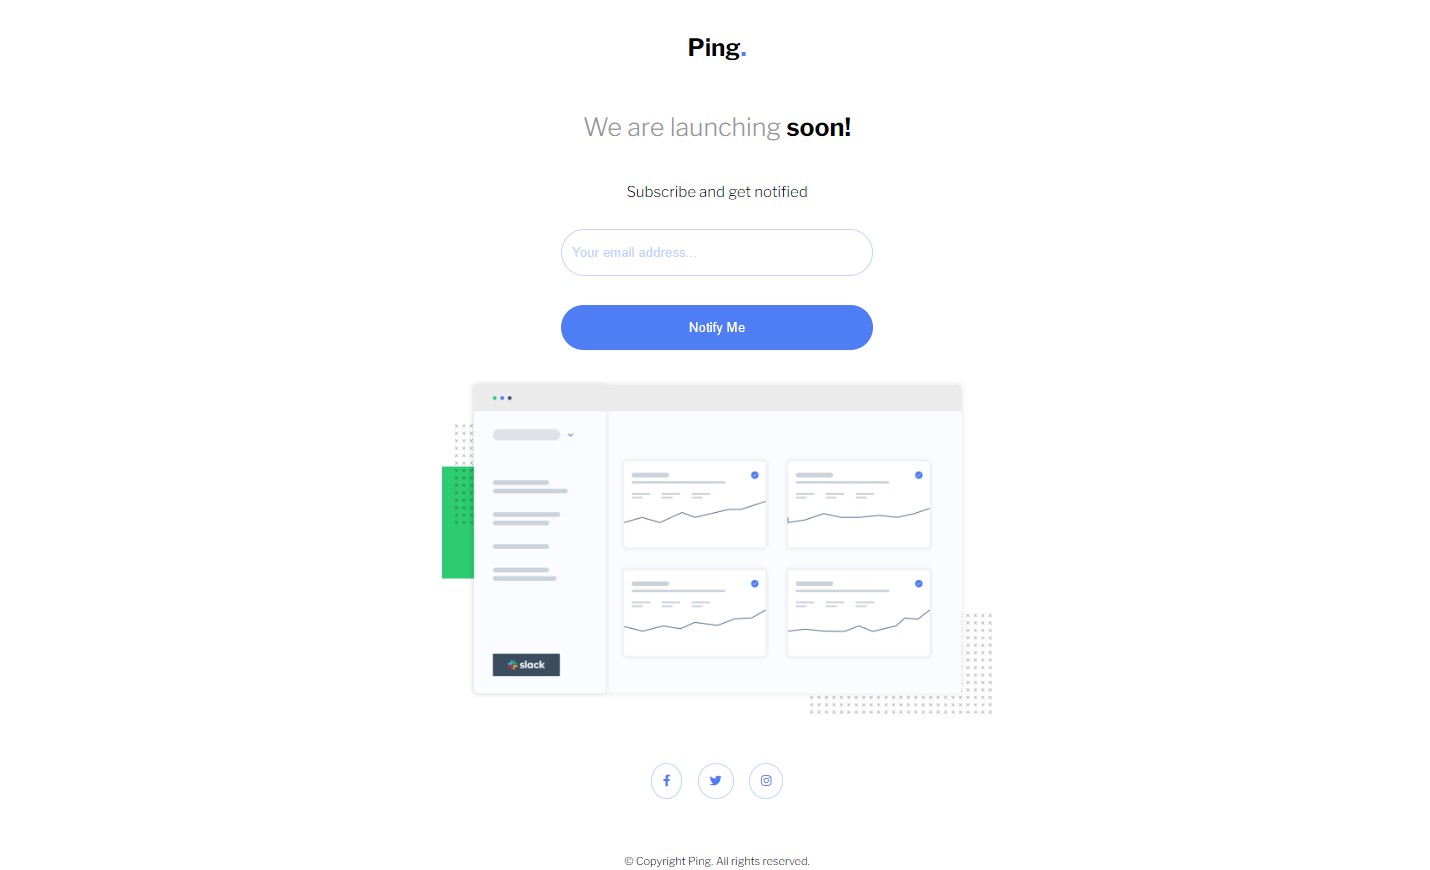 Ping.
We are launching soon!
Subscribe and get notified
Your email address...
Notify Me
slack
© Copyright Ping. All rights reserved.